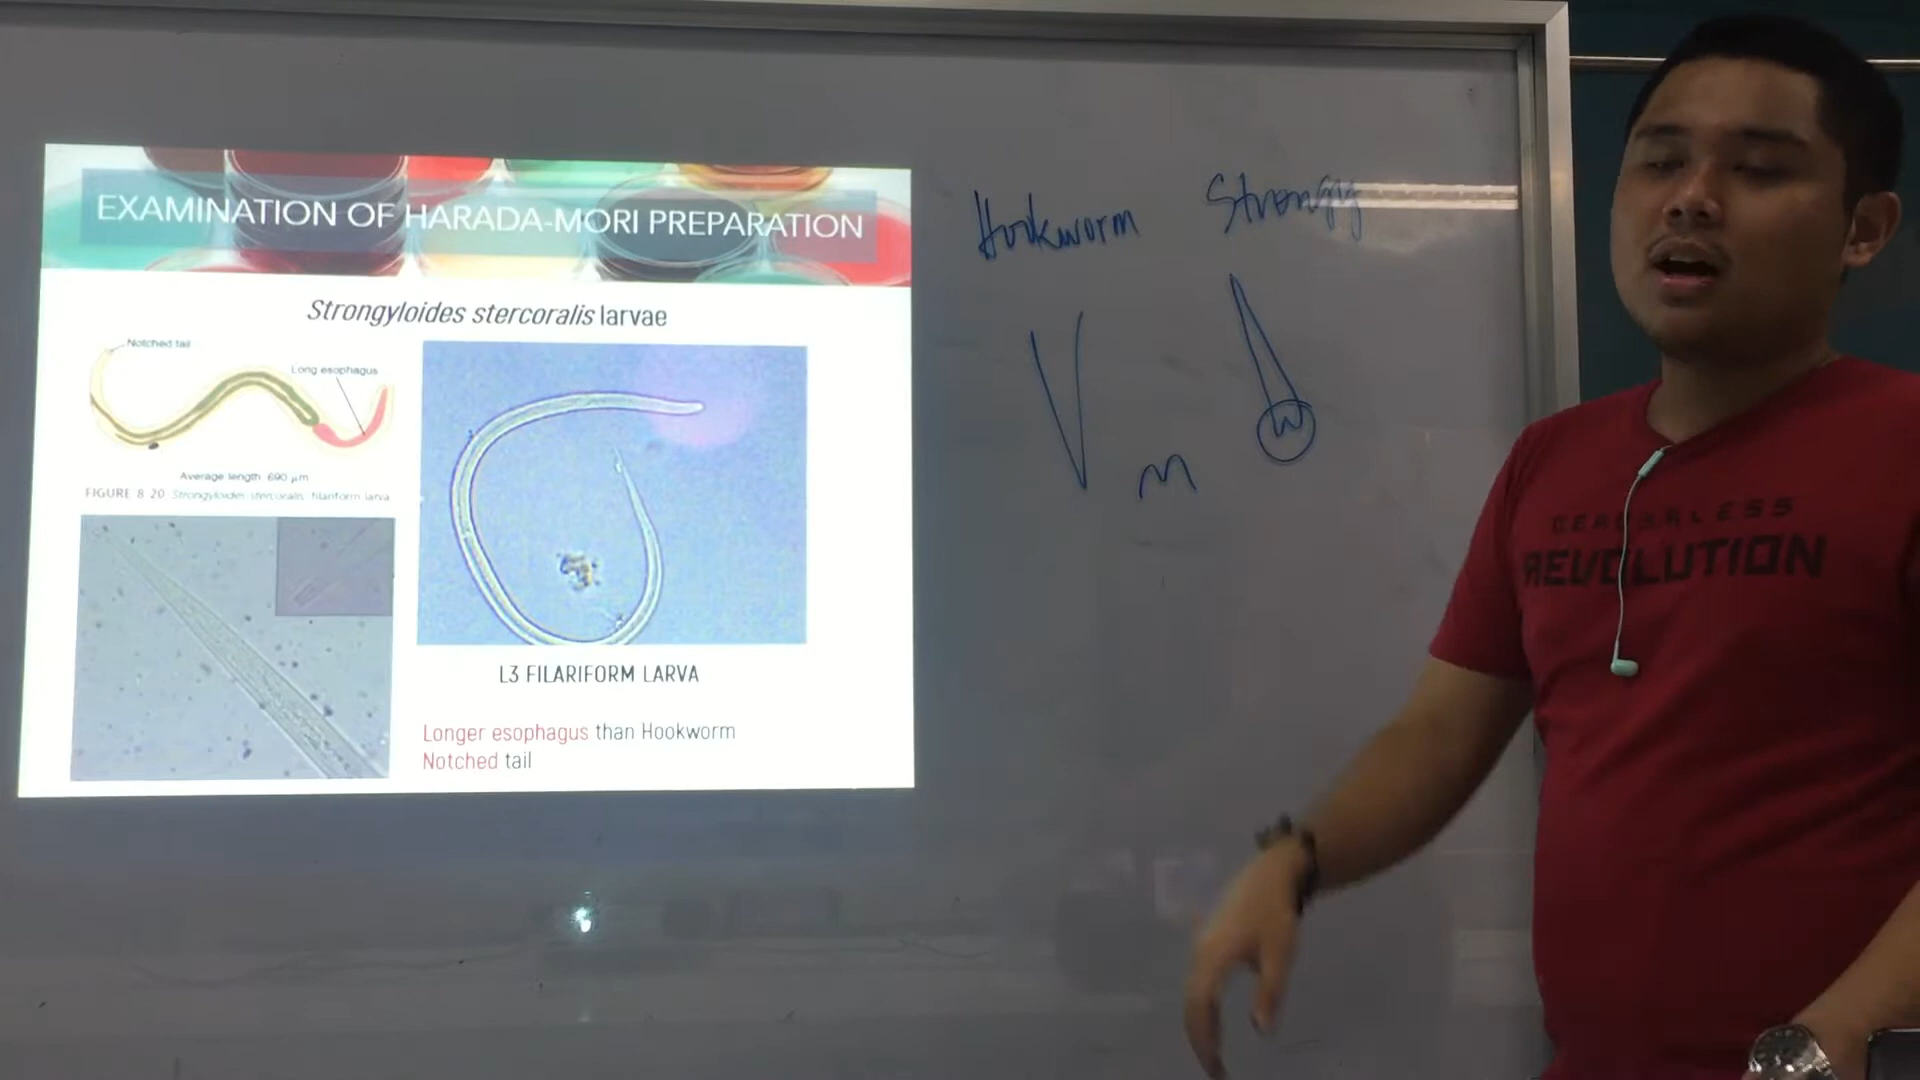 EXAMINATION OF HARADA-MORI PREPARATION
Strongyloides stercoralis larvae
Notched tail
Long esophagus
Average length: 690 μm
FIGURE 8 20 Strongyloides stercoralis, filariform larva
L3 FILARIFORM LARVA
Longer esophagus than Hookworm
Notched tail
Hookworm Strongy
M
W
REVOLUTION